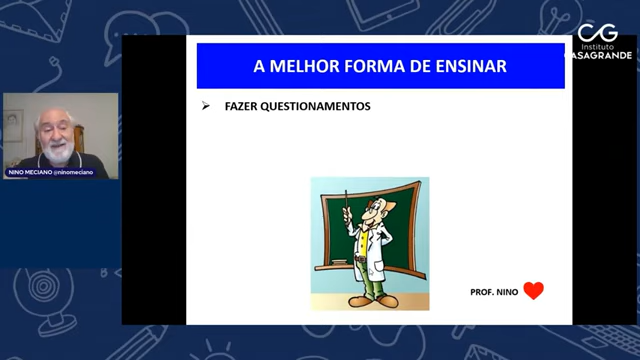 CG
Instituto
CASAGRANDE
A MELHOR FORMA DE ENSINAR
➢ FAZER QUESTIONAMENTOS
NINO MECIANO @ninomeciano
PROF. NINO